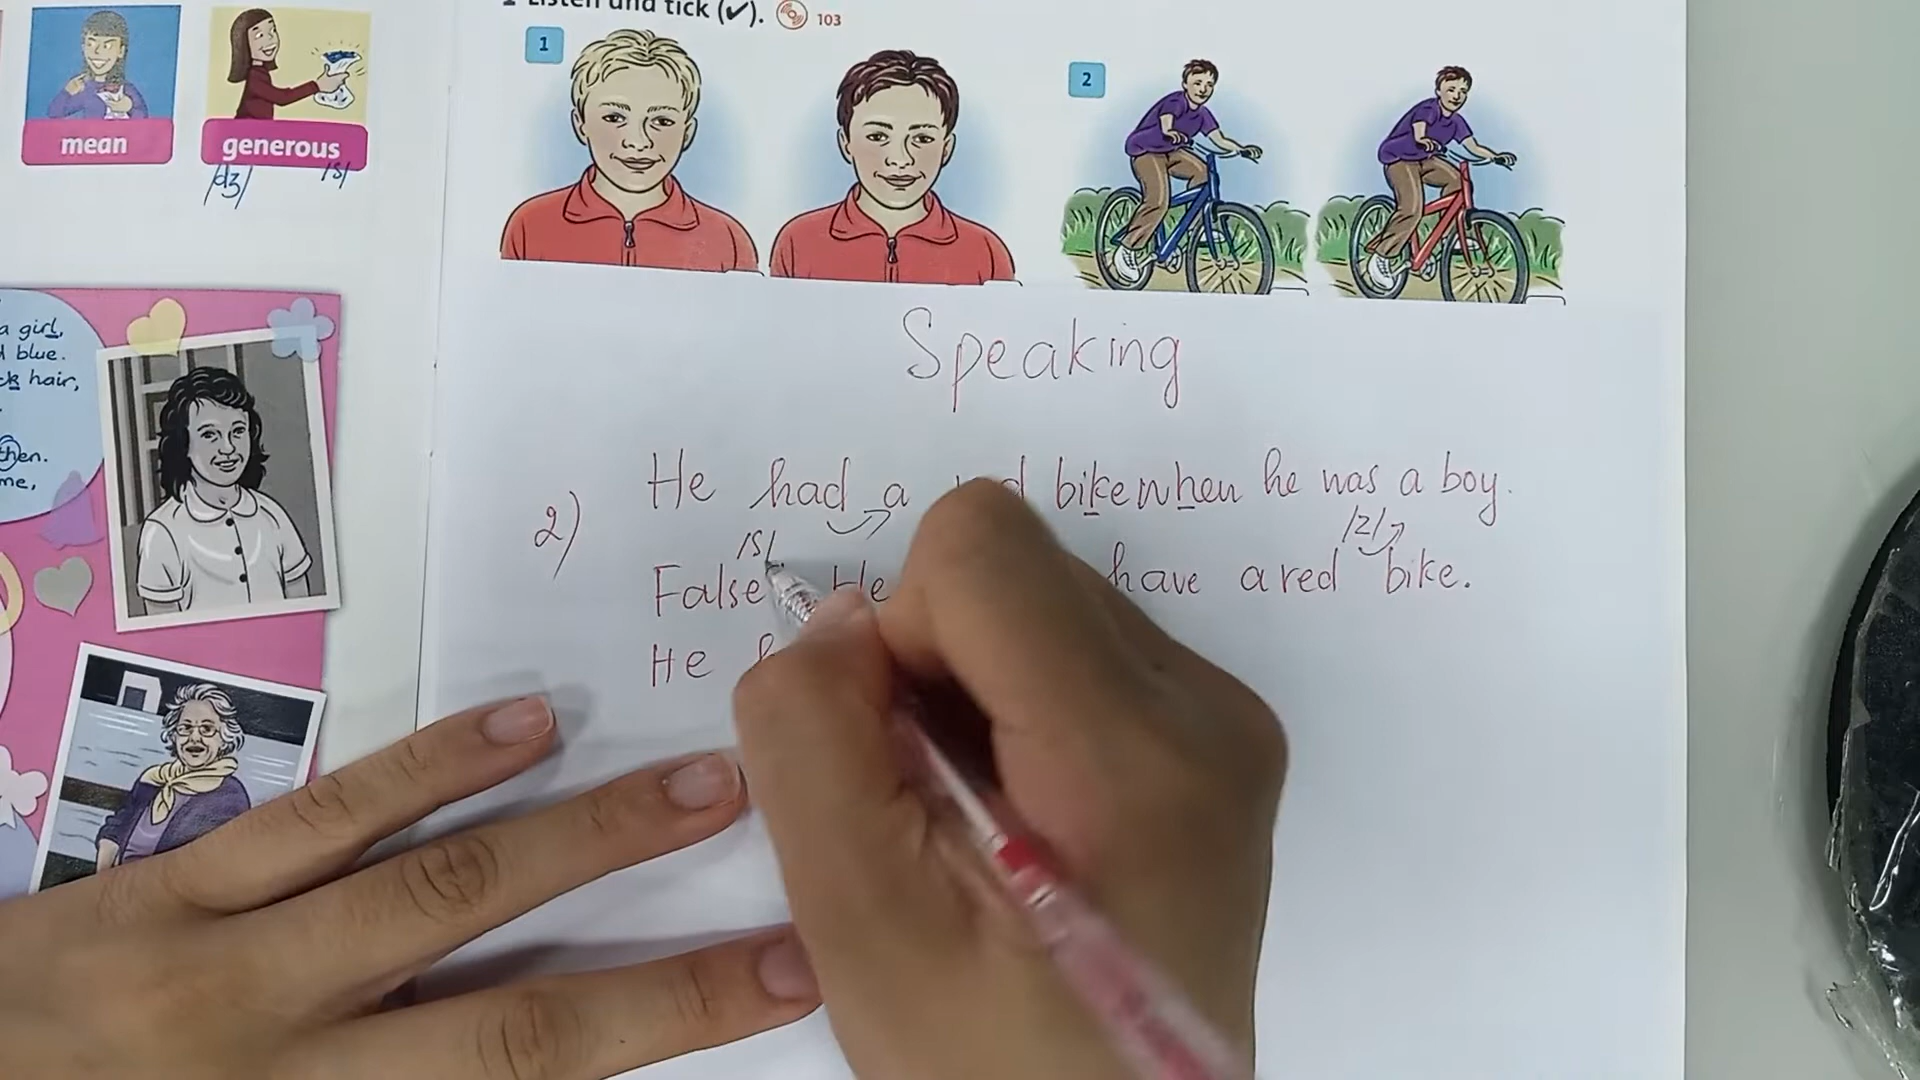 Listen and tick (✔). 103
1
2
mean
generous
/dʒ/ /s/
a girl,
blue.
hair,
then.
me,
Speaking
2) He had a bike when he was a boy.
/s/ /z/
False He have a red bike.
He